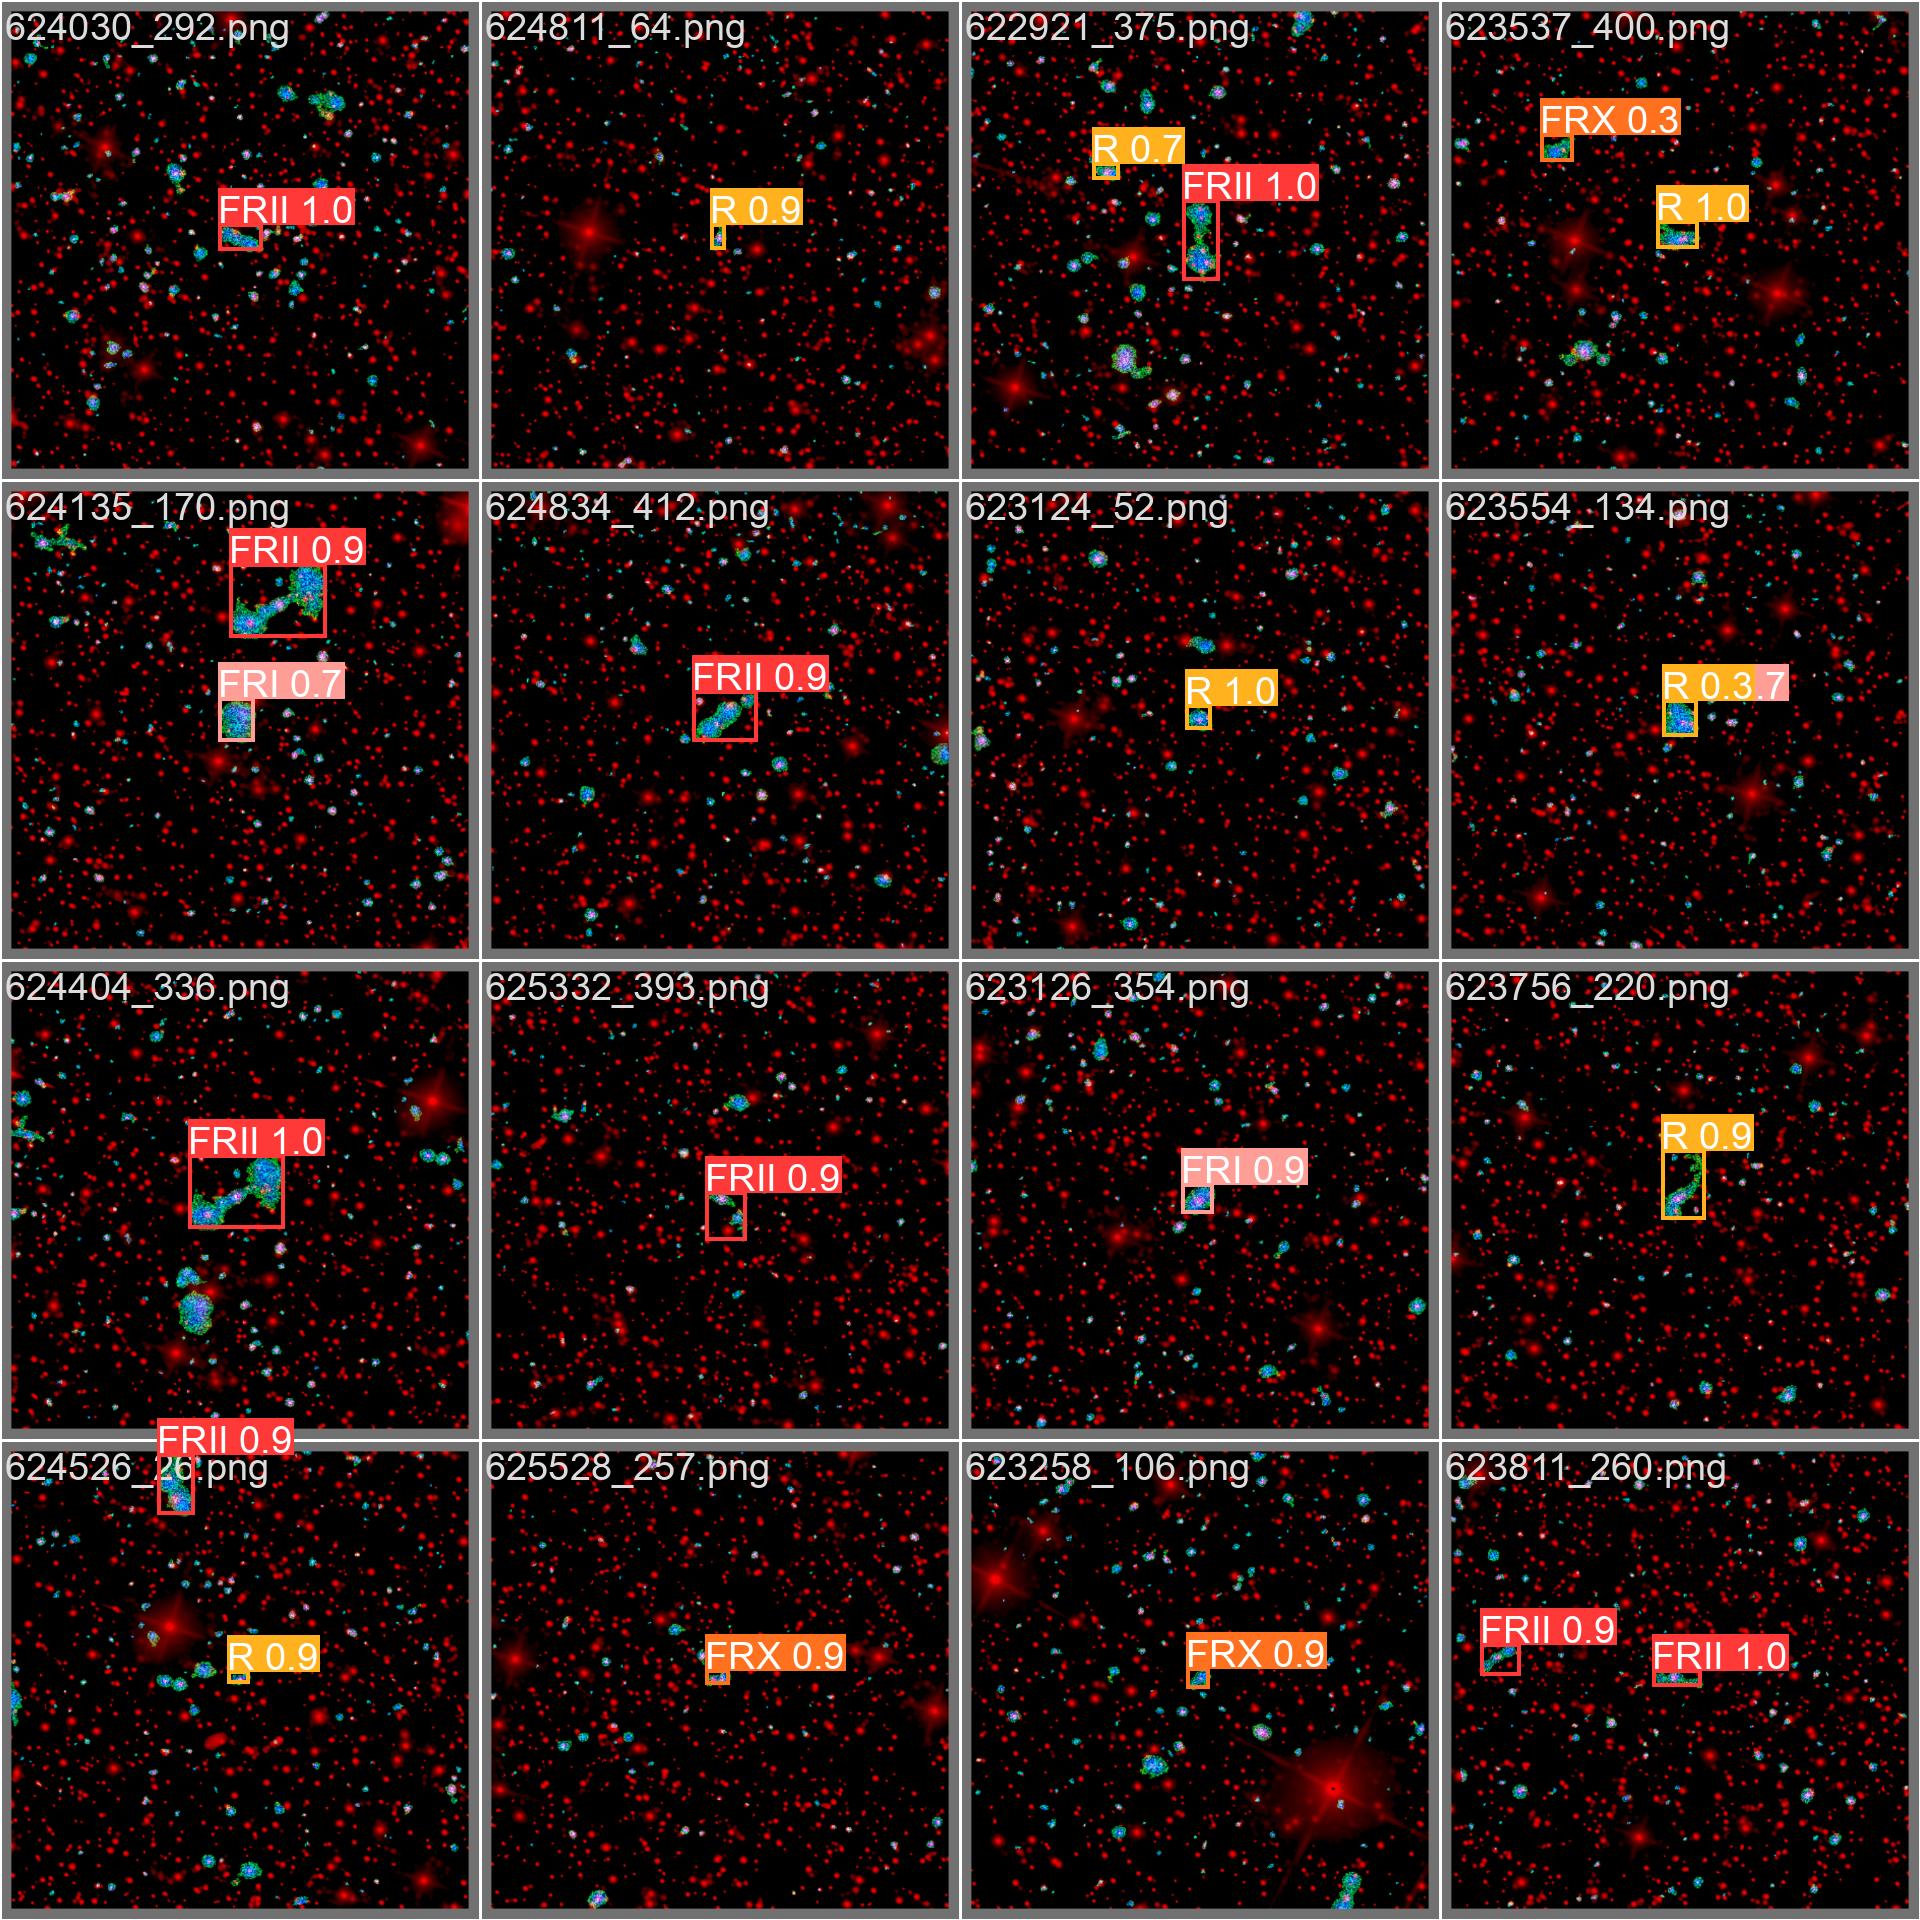 624030_292.png
FRII 1.0
624811_64.png
R 0.9
622921_375.png
R 0.7
FRII 1.0
623537_400.png
FRX 0.3
R 1.0
624135_170.png
FRII 0.9
FRI 0.7
624834_412.png
FRII 0.9
623124_52.png
R 1.0
623554_134.png
R 0.3.7
624404_336.png
FRII 1.0
625332_393.png
FRII 0.9
623126_354.png
FRI 0.9
623756_220.png
R 0.9
FRII 0.9
624526_26.png
R 0.9
625528_257.png
FRX 0.9
623258_106.png
FRX 0.9
623811_260.png
FRII 0.9
FRII 1.0